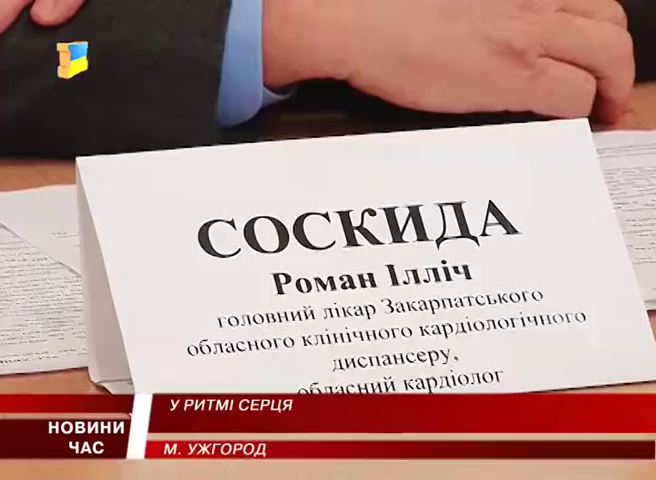 СОСКИДА
Роман Ілліч
головний лікар Закарпатського
обласного клінічного кардіологічного
диспансеру,
обласний кардіолог
У РИТМІ СЕРЦЯ
НОВИНИ
ЧАС
М. УЖГОРОД